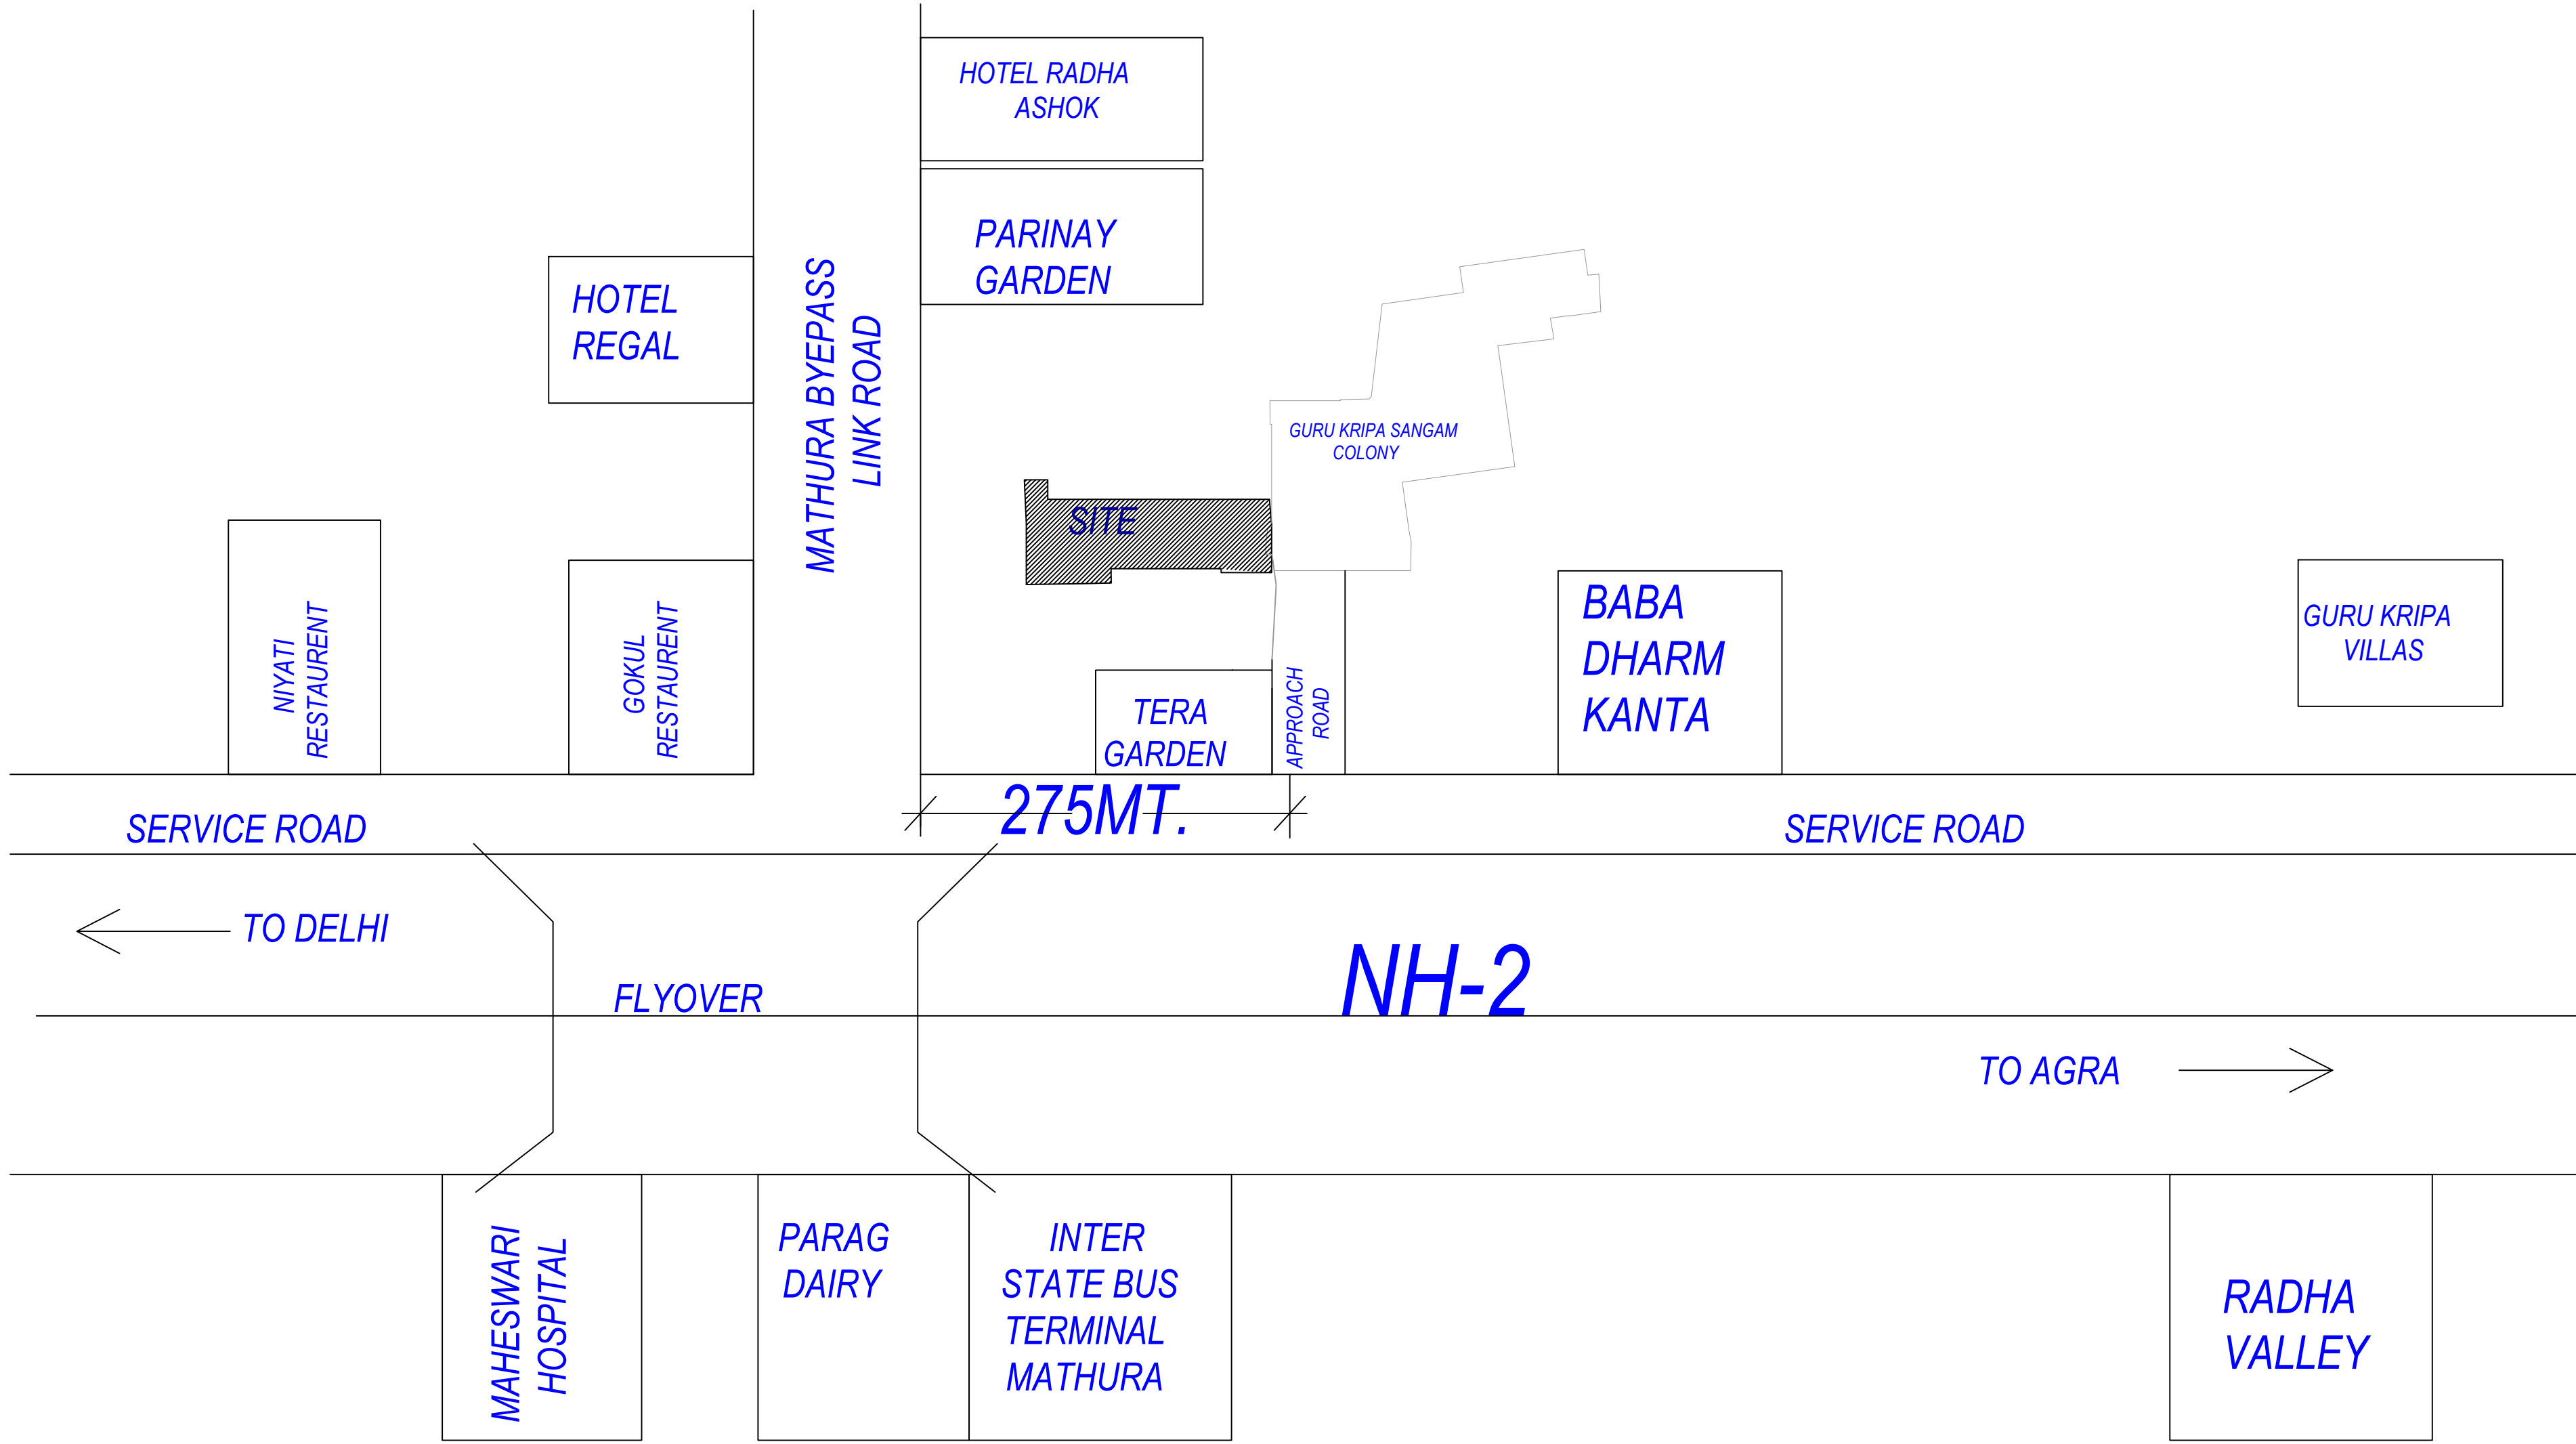 HOTEL RADHA
ASHOK
PARINAY
GARDEN
HOTEL
REGAL
MATHURA BYEPASS
LINK ROAD
GURU KRIPA SANGAM
COLONY
SITE
NIYATI
RESTAURENT
GOKUL
RESTAURENT
TERA
GARDEN
APPROACH
ROAD
BABA
DHARM
KANTA
GURU KRIPA
VILLAS
275MT.
SERVICE ROAD
SERVICE ROAD
TO DELHI
FLYOVER
NH-2
TO AGRA
MAHESWARI
HOSPITAL
PARAG
DAIRY
INTER
STATE BUS
TERMINAL
MATHURA
RADHA
VALLEY